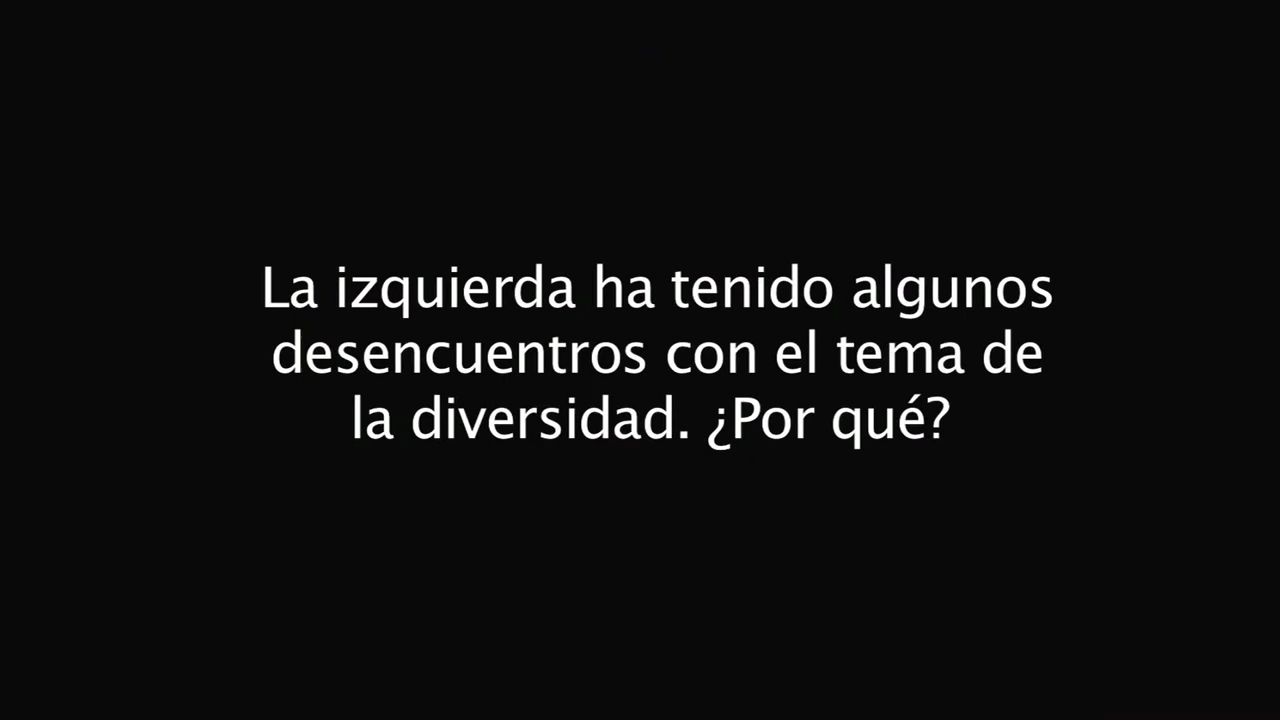 La izquierda ha tenido algunos
desencuentros con el tema de
la diversidad. ¿Por qué?